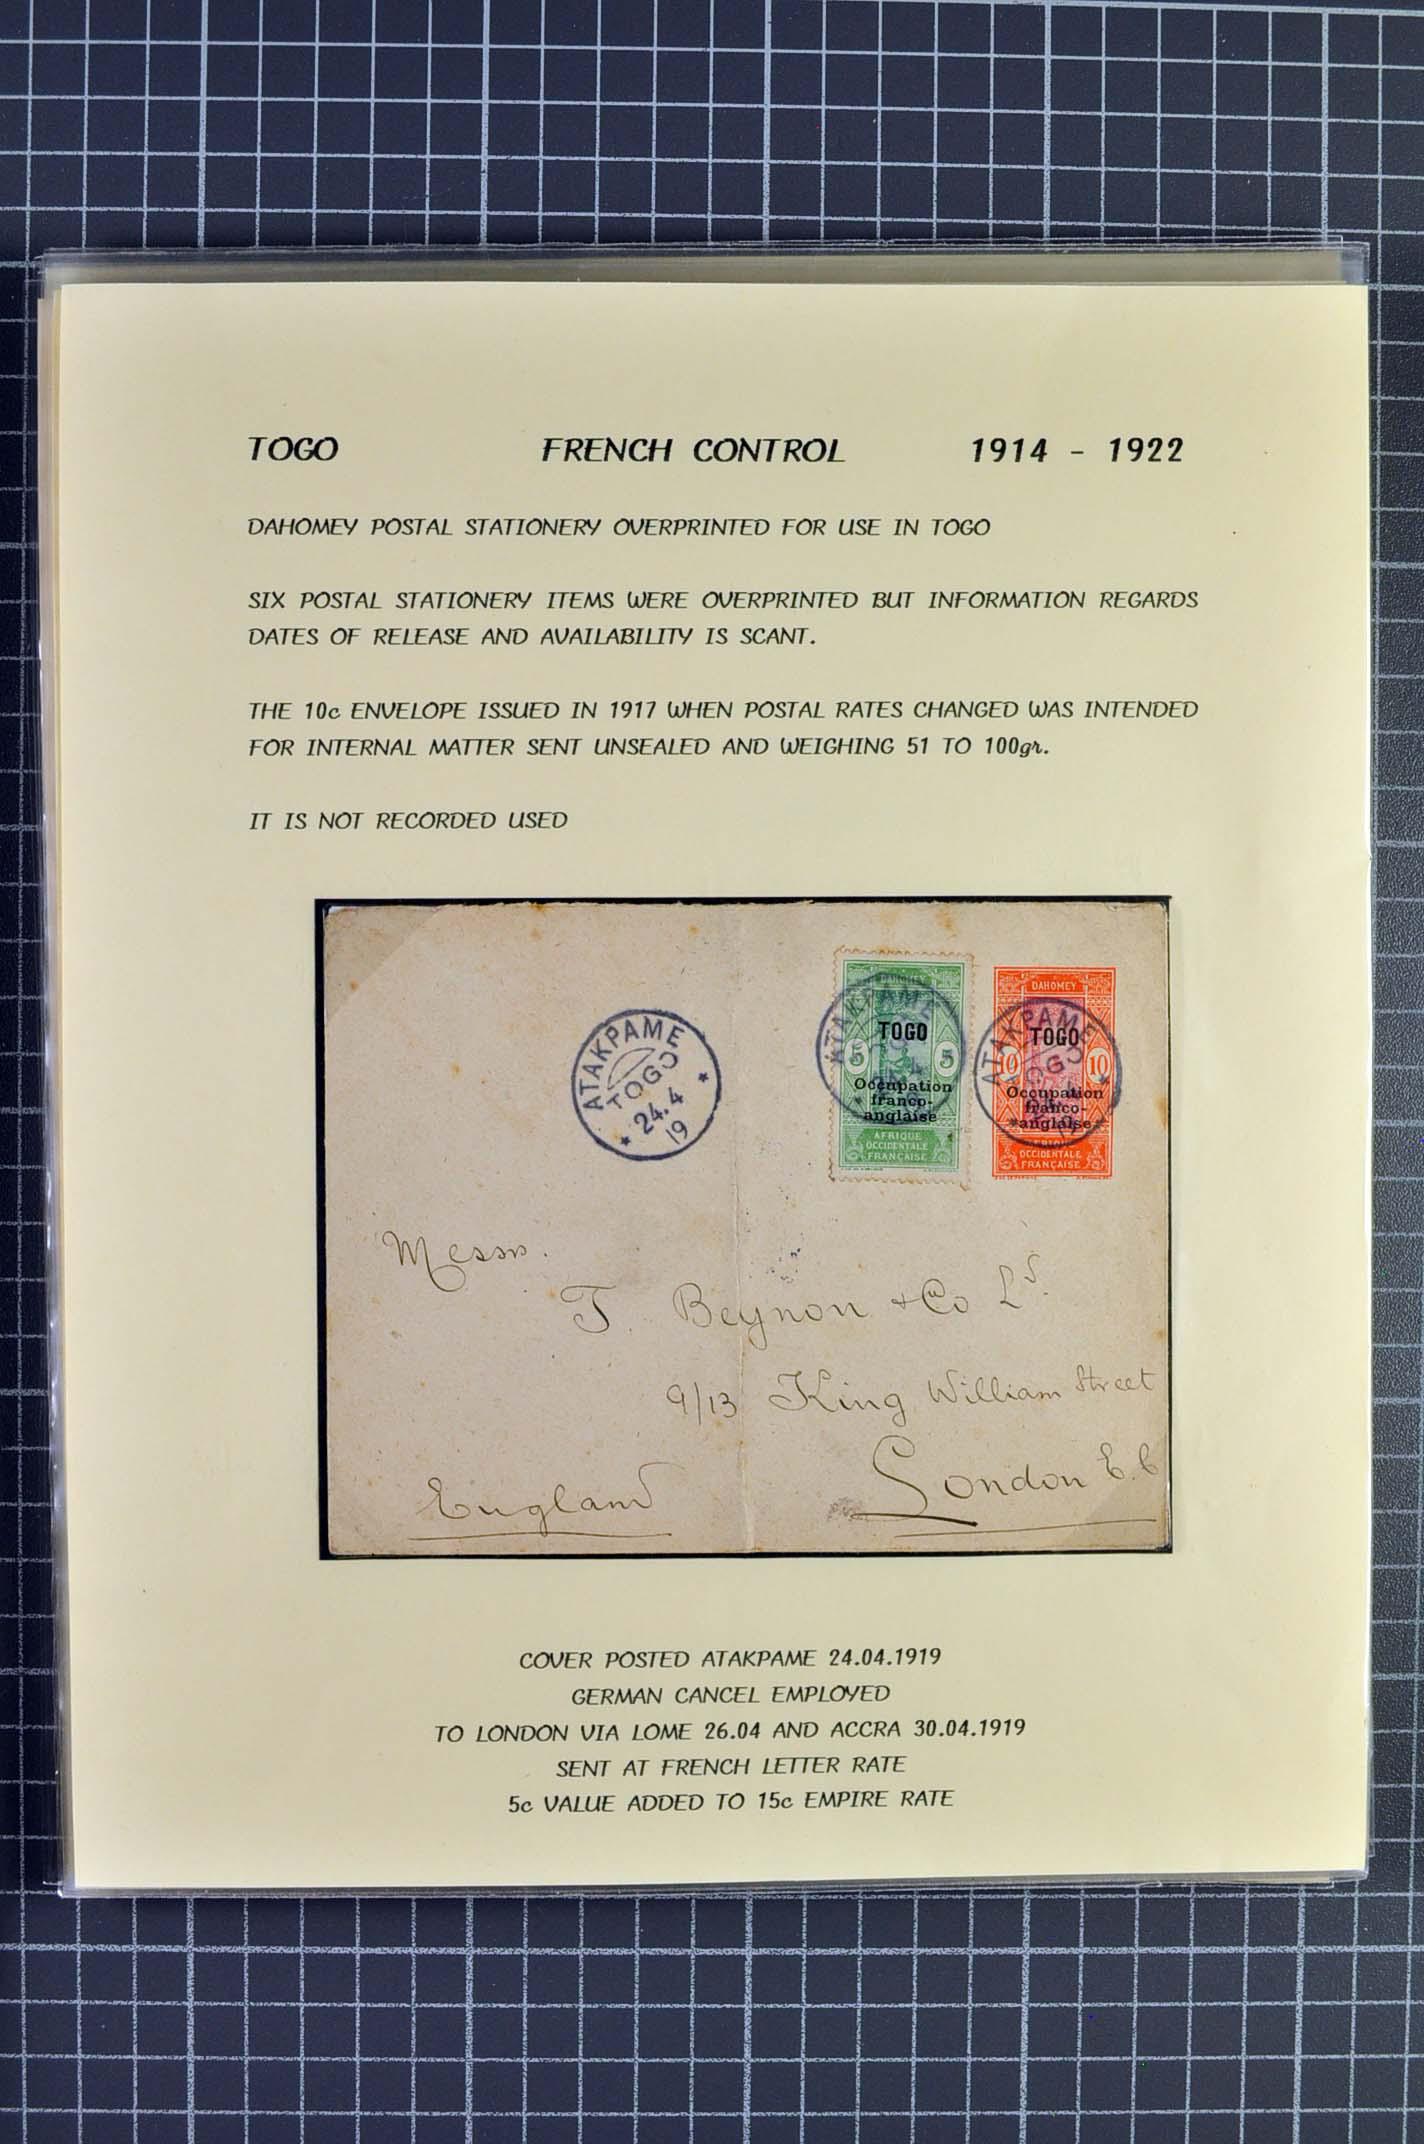 TOGO FRENCH CONTROL 1914 - 1922
DAHOMEY POSTAL STATIONERY OVERPRINTED FOR USE IN TOGO
SIX POSTAL STATIONERY ITEMS WERE OVERPRINTED BUT INFORMATION REGARDS
DATES OF RELEASE AND AVAILABILITY IS SCANT.
THE 10c ENVELOPE ISSUED IN 1917 WHEN POSTAL RATES CHANGED WAS INTENDED
FOR INTERNAL MATTER SENT UNSEALED AND WEIGHING 51 TO 100gr.
IT IS NOT RECORDED USED
ATAKPAME
TOGO
24.4
19
ATAKPAME
DAHOMEY
TOGO
5 5
Occupation
franco-
anglaise
AFRIQUE
OCCIDENTALE
FRANÇAISE
ATAKPAME
TOGO
19
DAHOMEY
TOGO
10 10
Occupation
franco-
anglaise
AFRIQUE
OCCIDENTALE
FRANÇAISE
Messrs.
T. Beynon & Co Ld.
9/13 King William Street
London E.C
England
COVER POSTED ATAKPAME 24.04.1919
GERMAN CANCEL EMPLOYED
TO LONDON VIA LOME 26.04 AND ACCRA 30.04.1919
SENT AT FRENCH LETTER RATE
5c VALUE ADDED TO 15c EMPIRE RATE